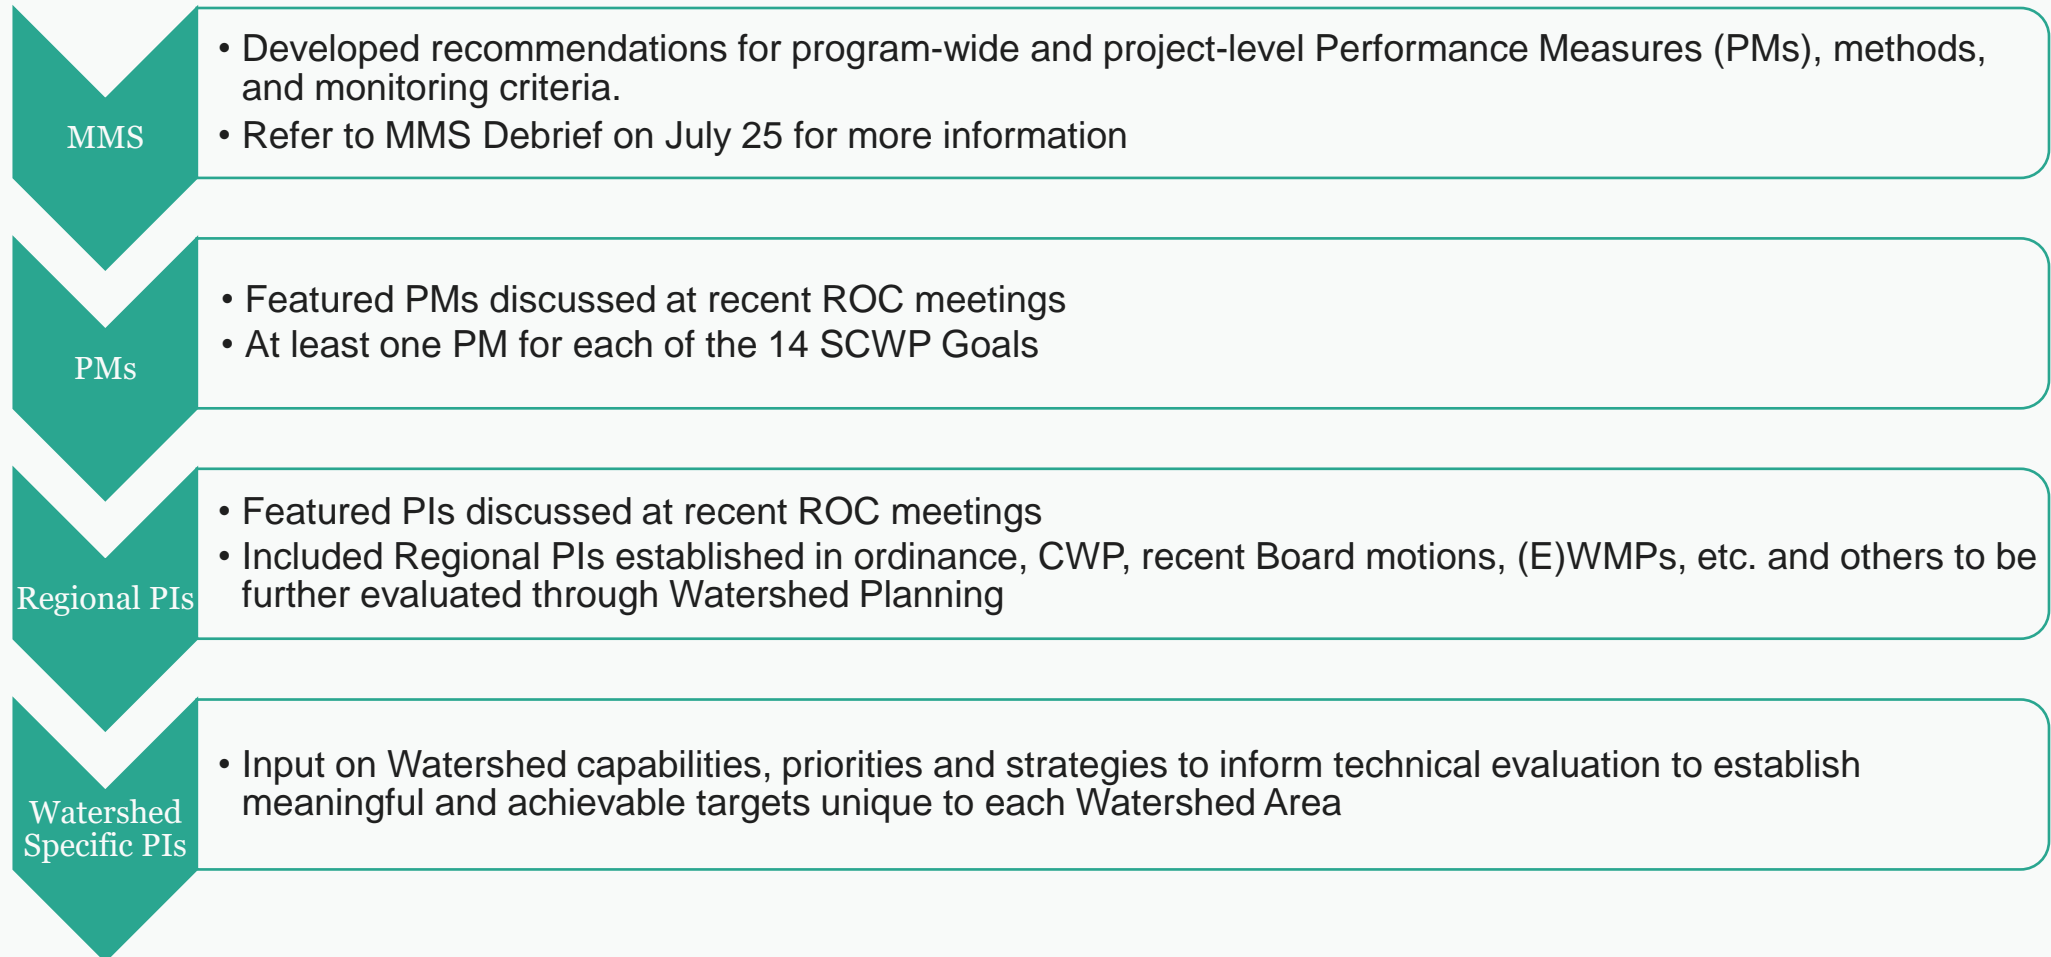 MMS
• Developed recommendations for program-wide and project-level Performance Measures (PMs), methods,
and monitoring criteria.
• Refer to MMS Debrief on July 25 for more information
PMs
• Featured PMs discussed at recent ROC meetings
• At least one PM for each of the 14 SCWP Goals
Regional PIs
• Featured PIs discussed at recent ROC meetings
• Included Regional PIs established in ordinance, CWP, recent Board motions, (E)WMPs, etc. and others to be
further evaluated through Watershed Planning
Watershed
Specific PIs
• Input on Watershed capabilities, priorities and strategies to inform technical evaluation to establish
meaningful and achievable targets unique to each Watershed Area